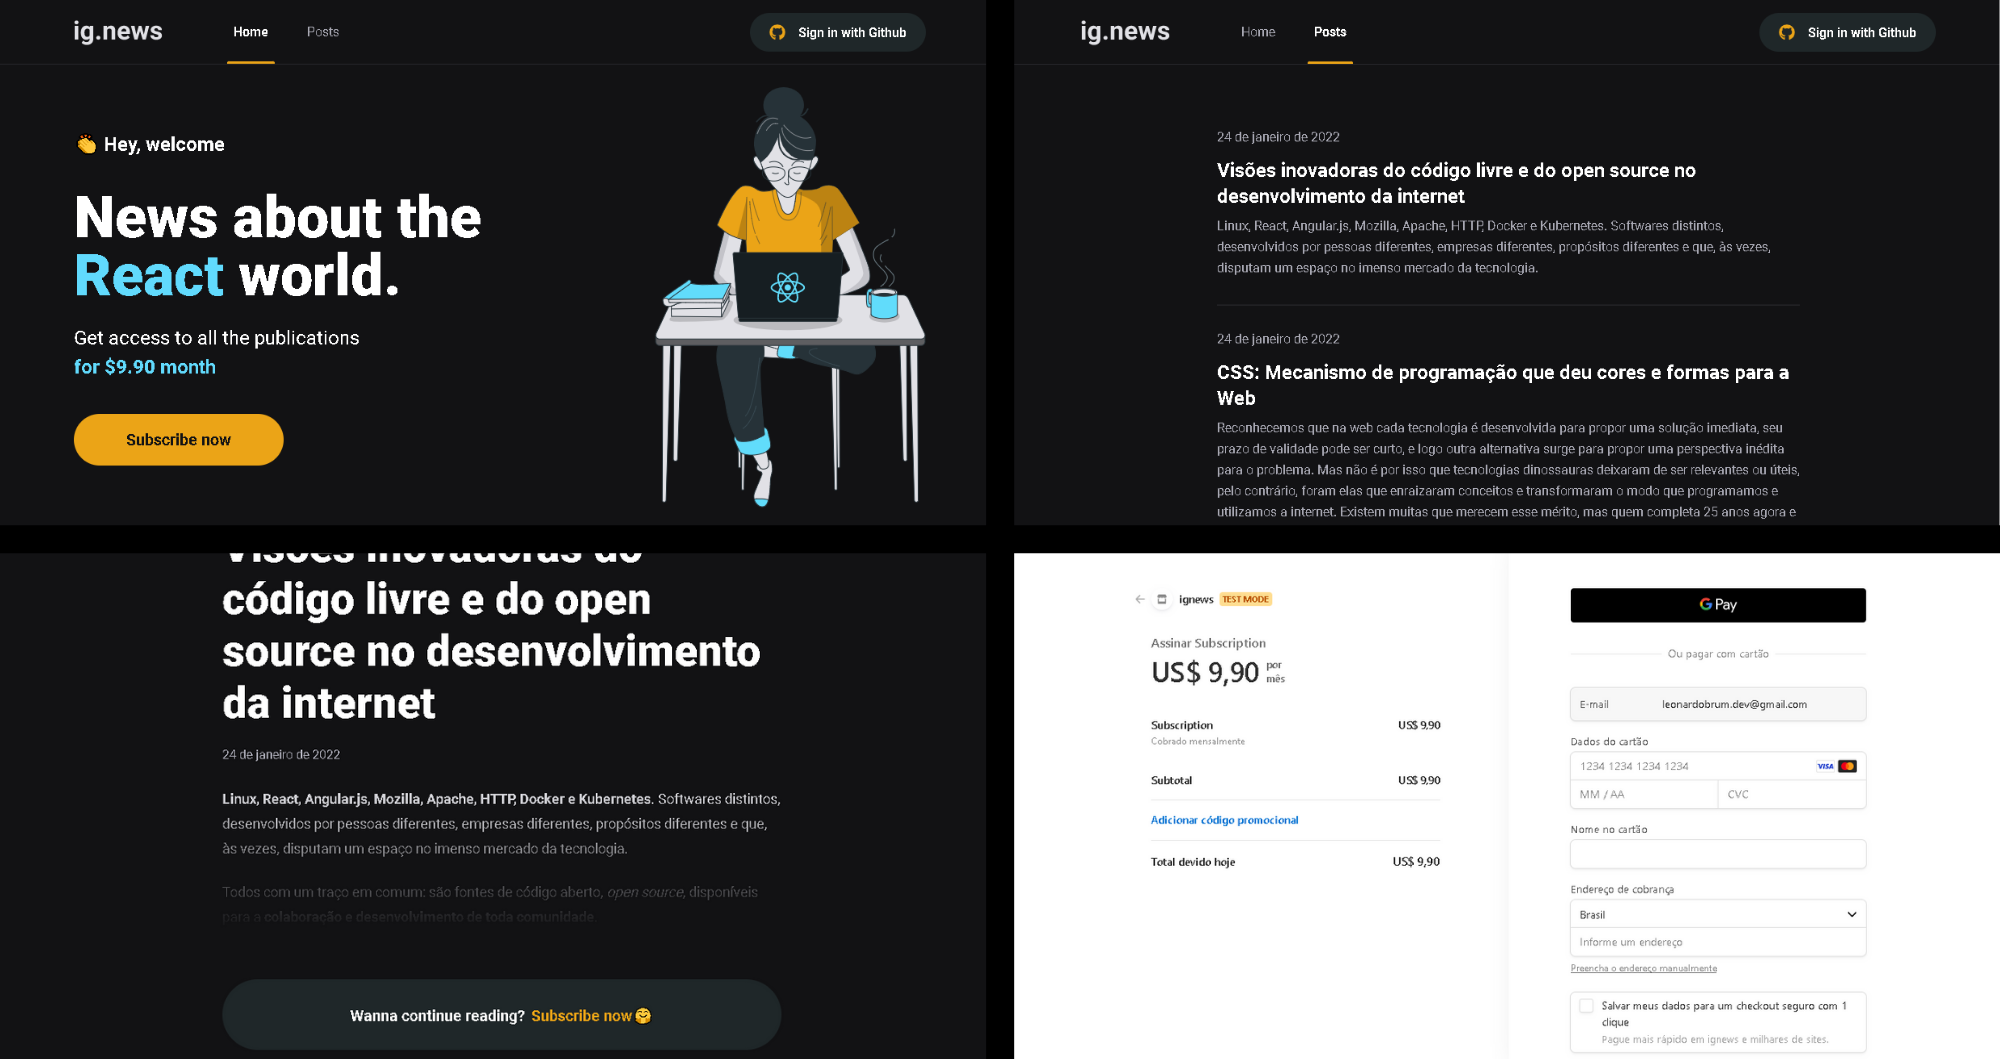 ig.news
Home
Posts
Sign in with Github
👏 Hey, welcome
News about the
React world.
Get access to all the publications
for $9.90 month
Subscribe now
ig.news
Home
Posts
Sign in with Github
24 de janeiro de 2022
Visões inovadoras do código livre e do open source no
desenvolvimento da internet
Linux, React, Angular.js, Mozilla, Apache, HTTP, Docker e Kubernetes. Softwares distintos,
desenvolvidos por pessoas diferentes, empresas diferentes, propósitos diferentes e que, às vezes,
disputam um espaço no imenso mercado da tecnologia.
24 de janeiro de 2022
CSS: Mecanismo de programação que deu cores e formas para a
Web
Reconhecemos que na web cada tecnologia é desenvolvida para propor uma solução imediata, seu
prazo de validade pode ser curto, e logo outra alternativa surge para propor uma perspectiva inédita
para o problema. Mas não é por isso que tecnologias dinossauras deixaram de ser relevantes ou úteis,
pelo contrário, foram elas que enraizaram conceitos e transformaram o modo que programamos e
utilizamos a internet. Existem muitas que merecem esse mérito, mas quem completa 25 anos agora e
Visões inovadoras do
código livre e do open
source no desenvolvimento
da internet
24 de janeiro de 2022
Linux, React, Angular.js, Mozilla, Apache, HTTP, Docker e Kubernetes. Softwares distintos,
desenvolvidos por pessoas diferentes, empresas diferentes, propósitos diferentes e que,
às vezes, disputam um espaço no imenso mercado da tecnologia.
Todos com um traço em comum: são fontes de código aberto, open source, disponíveis
para a colaboração e desenvolvimento de toda comunidade.
Wanna continue reading? Subscribe now 🤗
ignews TEST MODE
Assinar Subscription
US$ 9,90 por
mês
Subscription US$ 9,90
Cobrado mensalmente
Subtotal US$ 9,90
Adicionar código promocional
Total devido hoje US$ 9,90
G Pay
Ou pagar com cartão
E-mail leonardobrum.dev@gmail.com
Dados do cartão
1234 1234 1234 1234 VISA
MM / AA CVC
Nome no cartão
Endereço de cobrança
Brasil
Informe um endereço
Preencha o endereço manualmente
Salvar meus dados para um checkout seguro com 1
clique
Pague mais rápido em ignews e milhares de sites.